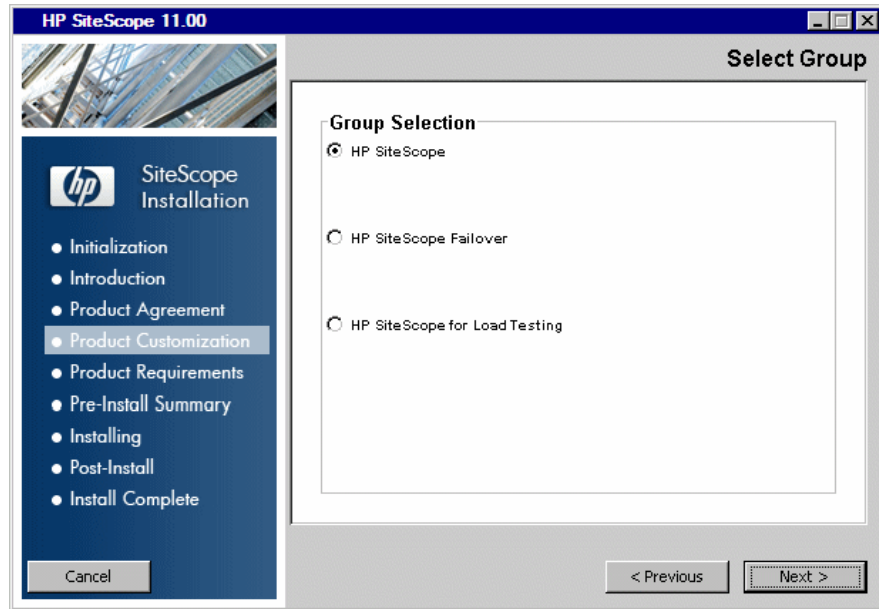 HP SiteScope 11.00
Select Group
hp
SiteScope
Installation
Initialization
Introduction
Product Agreement
Product Customization
Product Requirements
Pre-Install Summary
Installing
Post-Install
Install Complete
Group Selection
HP SiteScope
HP SiteScope Failover
HP SiteScope for Load Testing
Cancel
< Previous
Next >